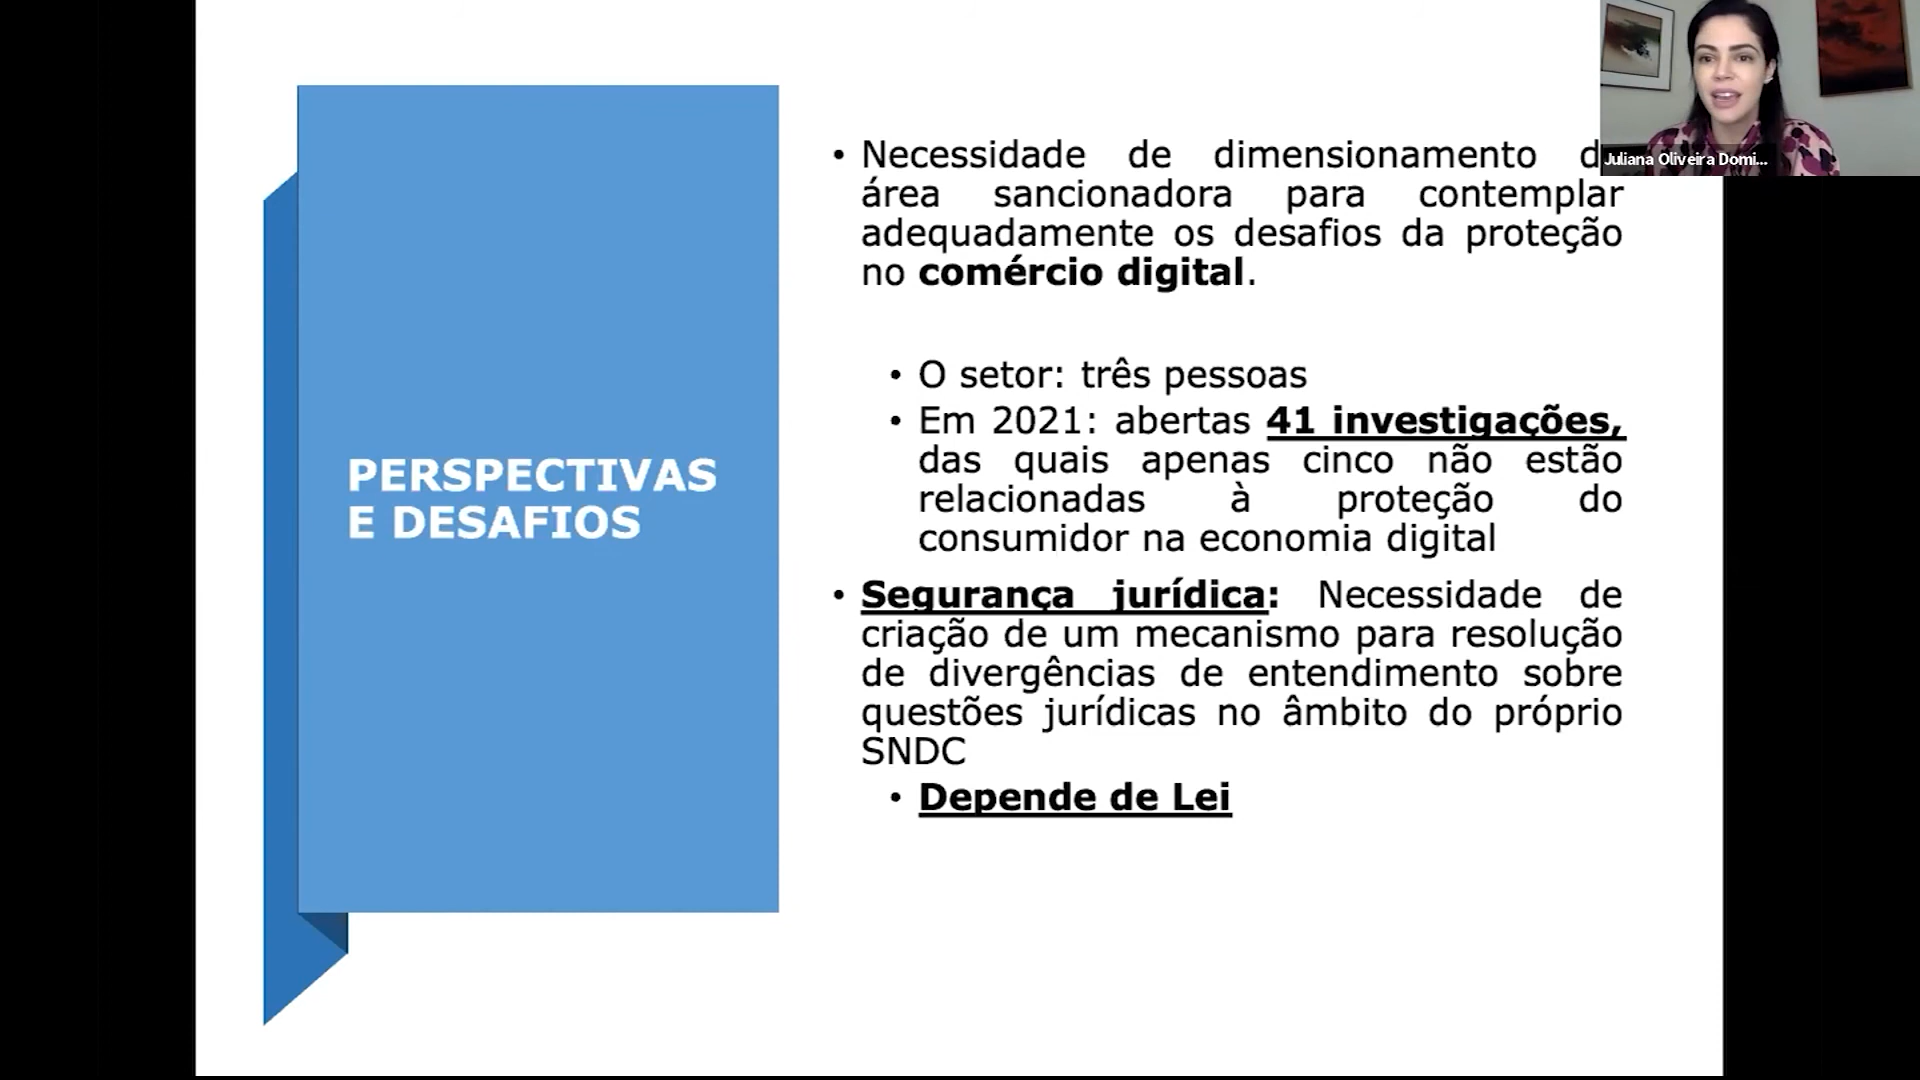 PERSPECTIVAS
E DESAFIOS
• Necessidade de dimensionamento
área sancionadora para contemplar
adequadamente os desafios da proteção
no comércio digital.
• O setor: três pessoas
• Em 2021: abertas 41 investigações,
das quais apenas cinco não estão
relacionadas à proteção do
consumidor na economia digital
• Segurança jurídica: Necessidade de
criação de um mecanismo para resolução
de divergências de entendimento sobre
questões jurídicas no âmbito do próprio
SNDC
• Depende de Lei
Juliana Oliveira Domi...